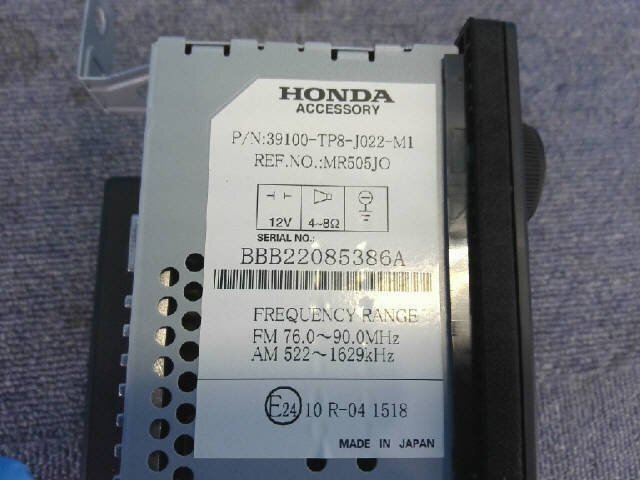 HONDA
ACCESSORY
P/N:39100-TP8-J022-M1
REF.NO.:MR505JO
12V 4~8Ω
SERIAL NO.:
BBB22085386A
FREQUENCY RANGE
FM 76.0~90.0MHz
AM 522~1629kHz
E24 10 R-04 1518
MADE IN JAPAN